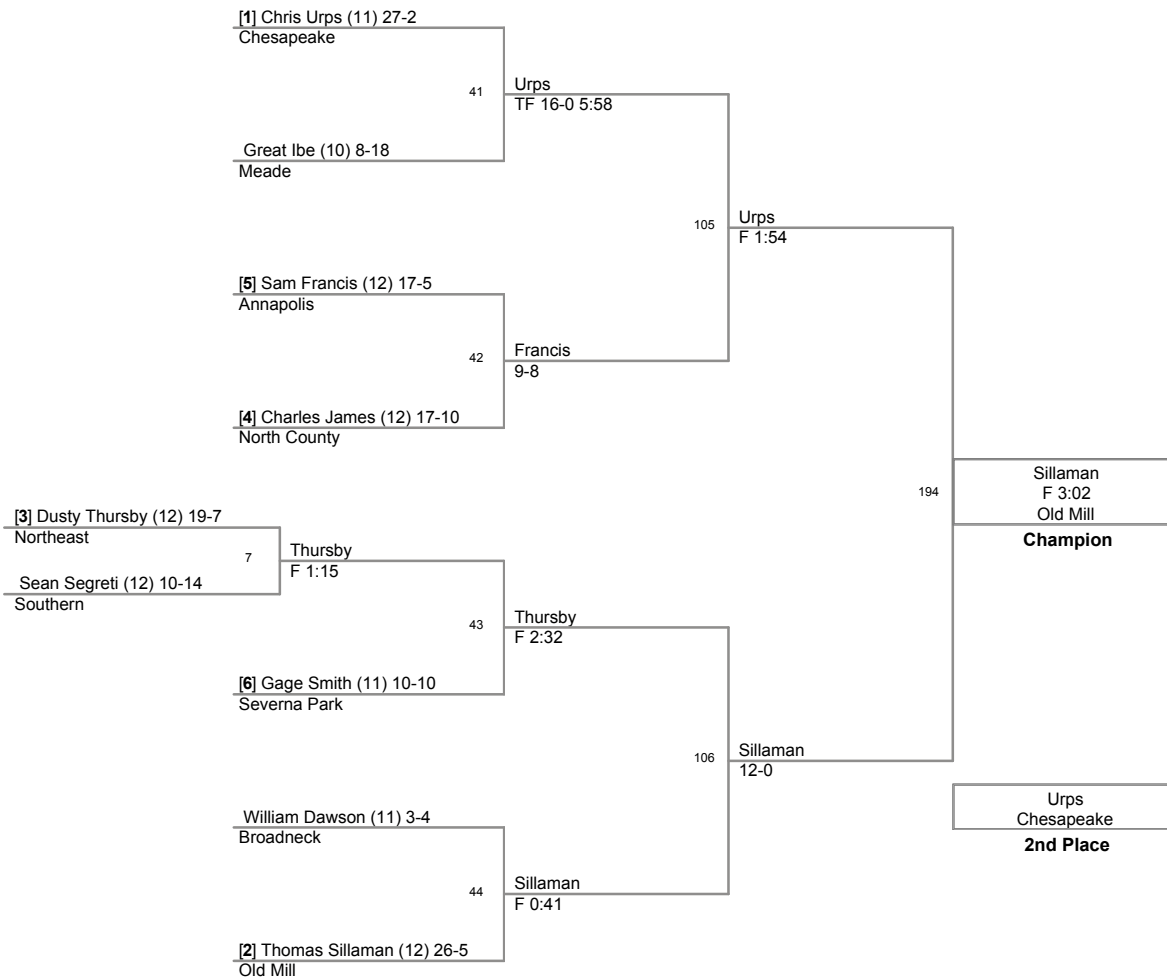 [1] Chris Urps (11) 27-2
Chesapeake
41
Urps
TF 16-0 5:58
Great Ibe (10) 8-18
Meade
105
Urps
F 1:54
[5] Sam Francis (12) 17-5
Annapolis
42
Francis
9-8
[4] Charles James (12) 17-10
North County
194
Sillaman
F 3:02
Old Mill
Champion
[3] Dusty Thursby (12) 19-7
Northeast
7
Thursby
F 1:15
Sean Segreti (12) 10-14
Southern
43
Thursby
F 2:32
[6] Gage Smith (11) 10-10
Severna Park
106
Sillaman
12-0
Urps
Chesapeake
2nd Place
William Dawson (11) 3-4
Broadneck
44
Sillaman
F 0:41
[2] Thomas Sillaman (12) 26-5
Old Mill